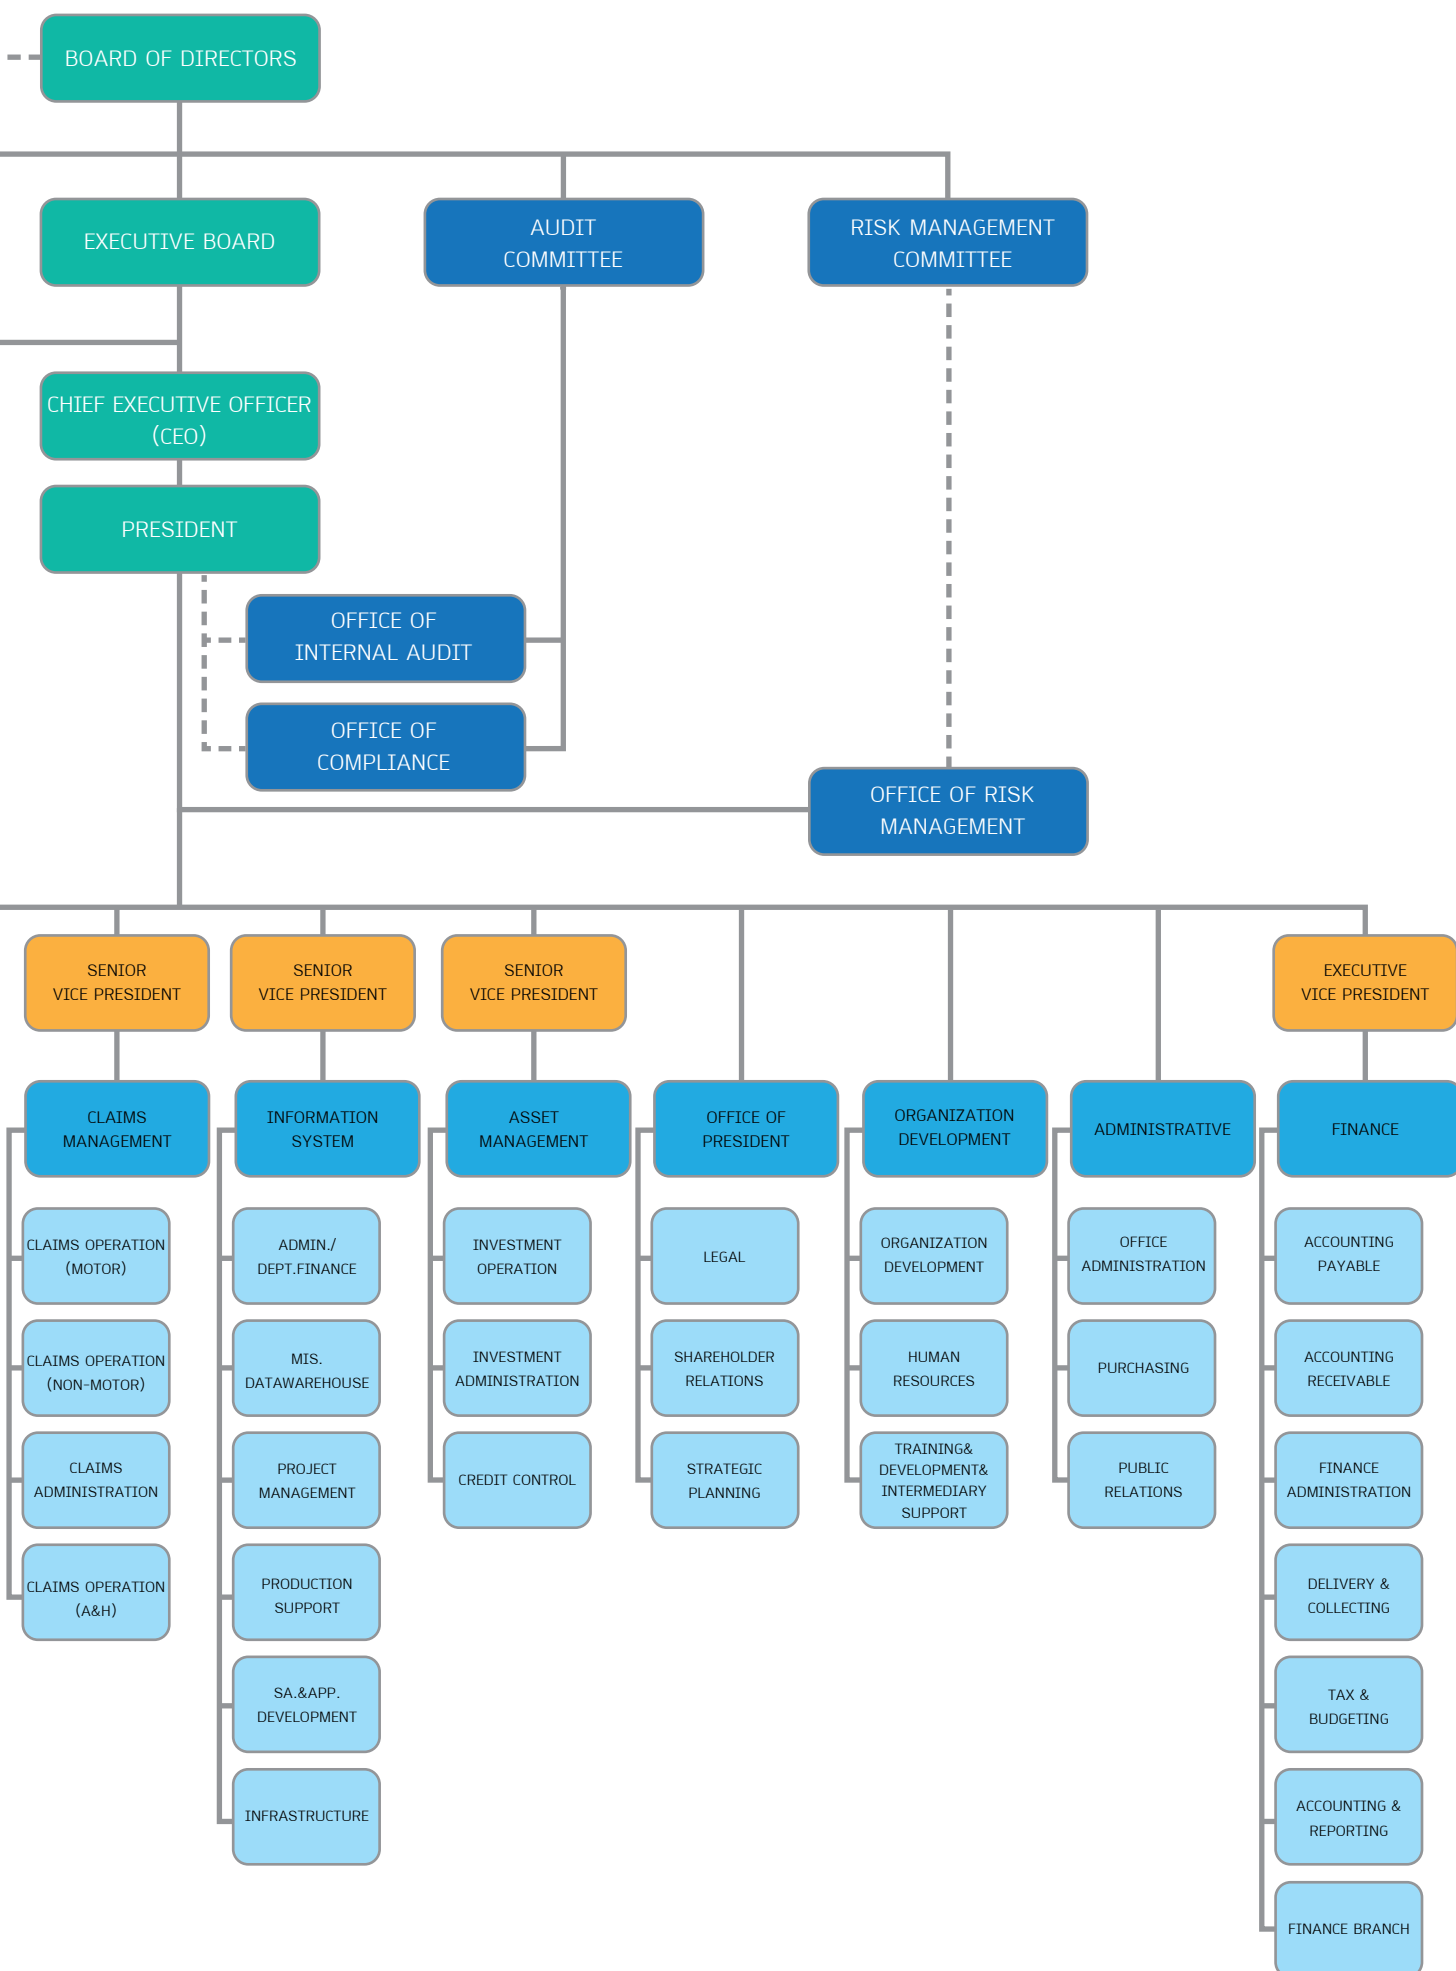 BOARD OF DIRECTORS
EXECUTIVE BOARD
AUDIT
COMMITTEE
RISK MANAGEMENT
COMMITTEE
CHIEF EXECUTIVE OFFICER
(CEO)
PRESIDENT
OFFICE OF
INTERNAL AUDIT
OFFICE OF
COMPLIANCE
OFFICE OF RISK
MANAGEMENT
SENIOR
VICE PRESIDENT
SENIOR
VICE PRESIDENT
SENIOR
VICE PRESIDENT
EXECUTIVE
VICE PRESIDENT
CLAIMS
MANAGEMENT
INFORMATION
SYSTEM
ASSET
MANAGEMENT
OFFICE OF
PRESIDENT
ORGANIZATION
DEVELOPMENT
ADMINISTRATIVE
FINANCE
CLAIMS OPERATION
(MOTOR)
CLAIMS OPERATION
(NON-MOTOR)
CLAIMS
ADMINISTRATION
CLAIMS OPERATION
(A&H)
ADMIN./
DEPT.FINANCE
MIS.
DATAWAREHOUSE
PROJECT
MANAGEMENT
PRODUCTION
SUPPORT
SA.&APP.
DEVELOPMENT
INFRASTRUCTURE
INVESTMENT
OPERATION
INVESTMENT
ADMINISTRATION
CREDIT CONTROL
LEGAL
SHAREHOLDER
RELATIONS
STRATEGIC
PLANNING
ORGANIZATION
DEVELOPMENT
HUMAN
RESOURCES
TRAINING&
DEVELOPMENT&
INTERMEDIARY
SUPPORT
OFFICE
ADMINISTRATION
PURCHASING
PUBLIC
RELATIONS
ACCOUNTING
PAYABLE
ACCOUNTING
RECEIVABLE
FINANCE
ADMINISTRATION
DELIVERY &
COLLECTING
TAX &
BUDGETING
ACCOUNTING &
REPORTING
FINANCE BRANCH